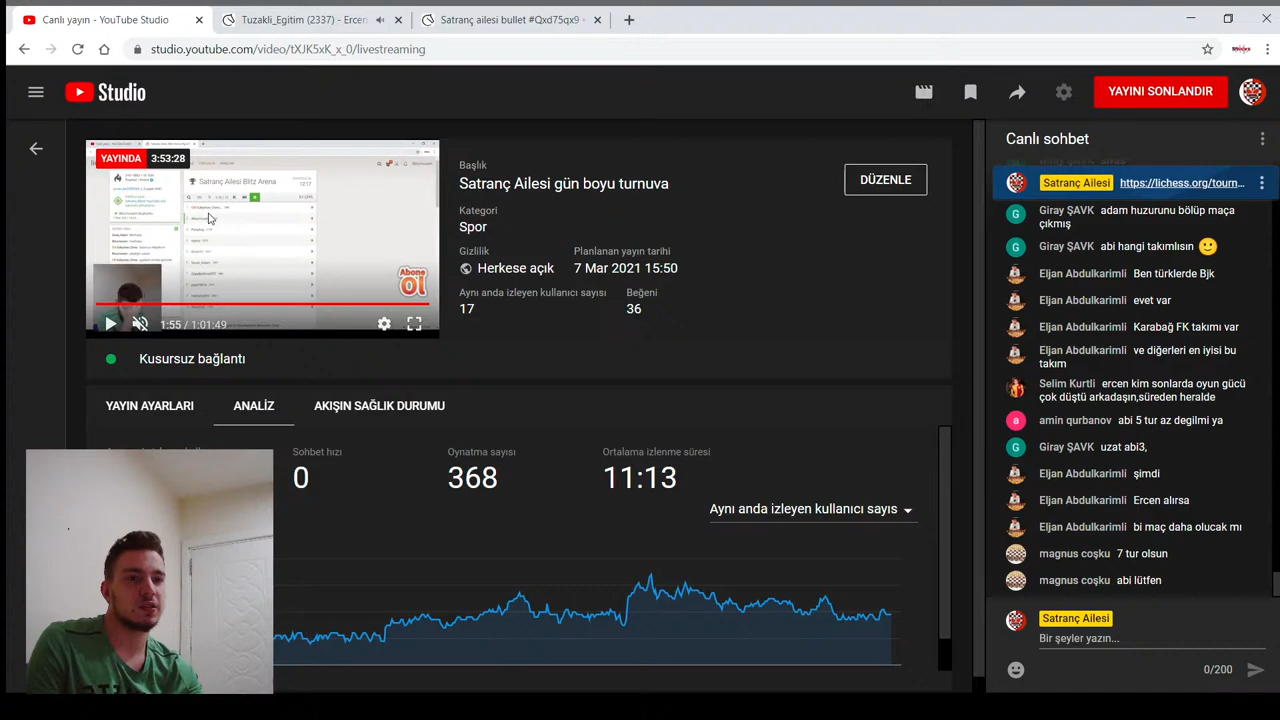 Canlı yayın - YouTube Studio
Tuzakli_Egitim (2337) - Ercen
Satranç ailesi bullet #Qxd75qx9
studio.youtube.com/video/tXJK5xK_x_0/livestreaming
Studio
YAYINI SONLANDIR
YAYINDA 3:53:28
Satranç Ailesi Blitz Arena
12:17
Abone
Ol
1:55 / 1:01:49
Başlık
Satranç Ailesi gün boyu turnuva
DÜZENLE
Kategori
Spor
Gizlilik
Herkese açık
Planlanan yayın tarihi
7 Mar 2021 15:50
Aynı anda izleyen kullanıcı sayısı
17
Beğeni
36
Kusursuz bağlantı
YAYIN AYARLARI
ANALİZ
AKIŞIN SAĞLIK DURUMU
Sohbet hızı
0
Oynatma sayısı
368
Ortalama izlenme süresi
11:13
Aynı anda izleyen kullanıcı sayıs
Canlı sohbet
Satranç Ailesi https://lichess.org/tourn...
Giray ŞAVK adam huzurunu bölüp maça
çıkmış
Giray ŞAVK abi hangi takımlısın 🙂
Eljan Abdulkarimli Ben türklerde Bjk
Eljan Abdulkarimli evet var
Eljan Abdulkarimli Karabağ FK takımı var
Eljan Abdulkarimli ve diğerleri en iyisi bu
takım
Selim Kurtli ercen kim sonlarda oyun gücü
çok düştü arkadaşın,süreden heralde
amin qurbanov abi 5 tur az degilmi ya
Giray ŞAVK uzat abi3,
Eljan Abdulkarimli şimdi
Eljan Abdulkarimli Ercen alırsa
Eljan Abdulkarimli bi maç daha olucak mı
magnus coşku 7 tur olsun
magnus coşku abi lütfen
Satranç Ailesi
Bir şeyler yazın...
0/200